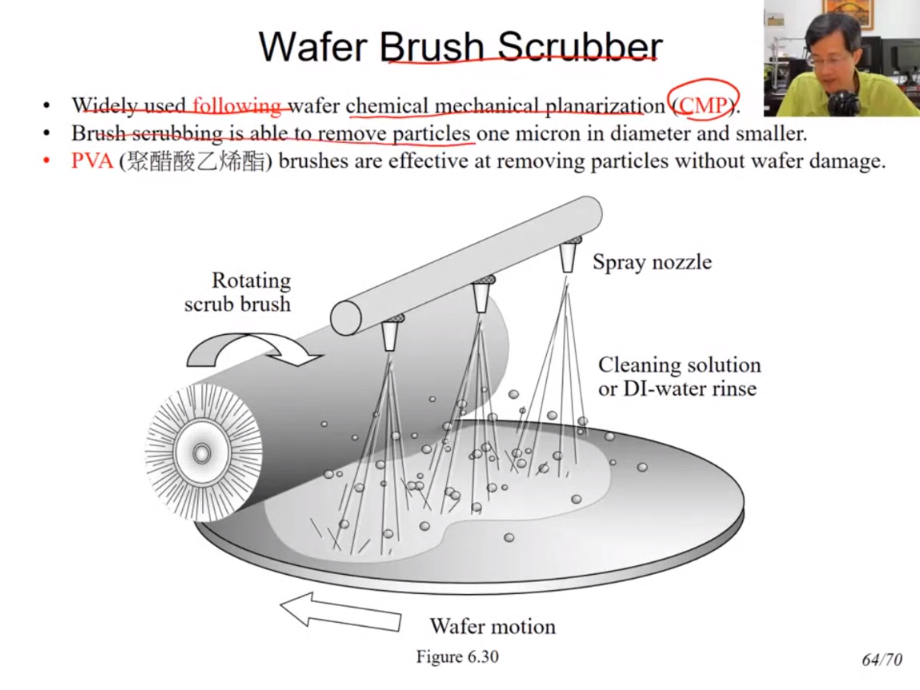 Wafer Brush Scrubber
• Widely used following wafer chemical mechanical planarization (CMP).
• Brush scrubbing is able to remove particles one micron in diameter and smaller.
• PVA (聚醋酸乙烯酯) brushes are effective at removing particles without wafer damage.
Rotating
scrub brush
Spray nozzle
Cleaning solution
or DI-water rinse
Wafer motion
Figure 6.30
64/70